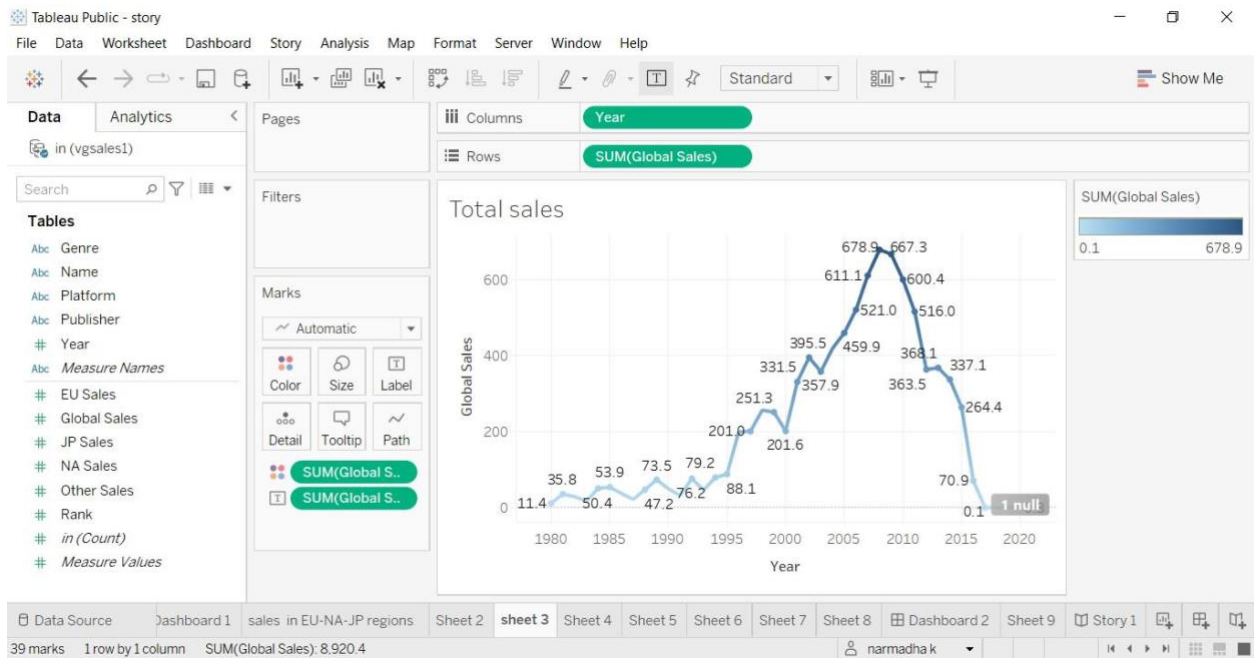 Tableau Public - story
File Data Worksheet Dashboard Story Analysis Map Format Server Window Help
Standard
Show Me
Data Analytics
in (vgsales1)
Search
Tables
Abc Genre
Abc Name
Abc Platform
Abc Publisher
# Year
Abc Measure Names
# EU Sales
# Global Sales
# JP Sales
# NA Sales
# Other Sales
# Rank
# in (Count)
# Measure Values
Pages
Filters
Marks
Automatic
Color Size Label
Detail Tooltip Path
SUM(Global S..
SUM(Global S..
Columns Year
Rows SUM(Global Sales)
Total sales
Global Sales
600
400
200
0
11.4
35.8
50.4
53.9
47.2
73.5
76.2
79.2
88.1
201.0
251.3
201.6
331.5
395.5
357.9
459.9
521.0
611.1
678.9
667.3
600.4
516.0
363.5
368.1
337.1
264.4
70.9
0.1
1 null
1980 1985 1990 1995 2000 2005 2010 2015 2020
Year
SUM(Global Sales)
0.1 678.9
Data Source Dashboard 1 sales in EU-NA-JP regions Sheet 2 sheet 3 Sheet 4 Sheet 5 Sheet 6 Sheet 7 Sheet 8 Dashboard 2 Sheet 9 Story 1
39 marks 1 row by 1 column SUM(Global Sales): 8,920.4 narmadha k